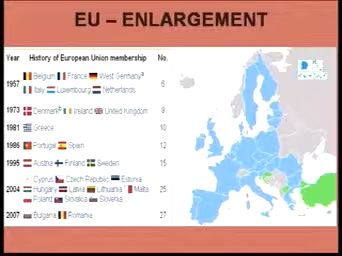 EU – ENLARGEMENT
Year History of European Union membership No.
1957 Belgium France West Germanyª 6
Italy Luxembourg Netherlands
1973 Denmark Ireland United Kingdom 9
1981 Greece 10
1986 Portugal Spain 12
1995 Austria Finland Sweden 15
2004 Cyprus Czech Republic Estonia 25
Hungary Latvia Lithuania Malta
Poland Slovakia Slovenia
2007 Bulgaria Romania 27